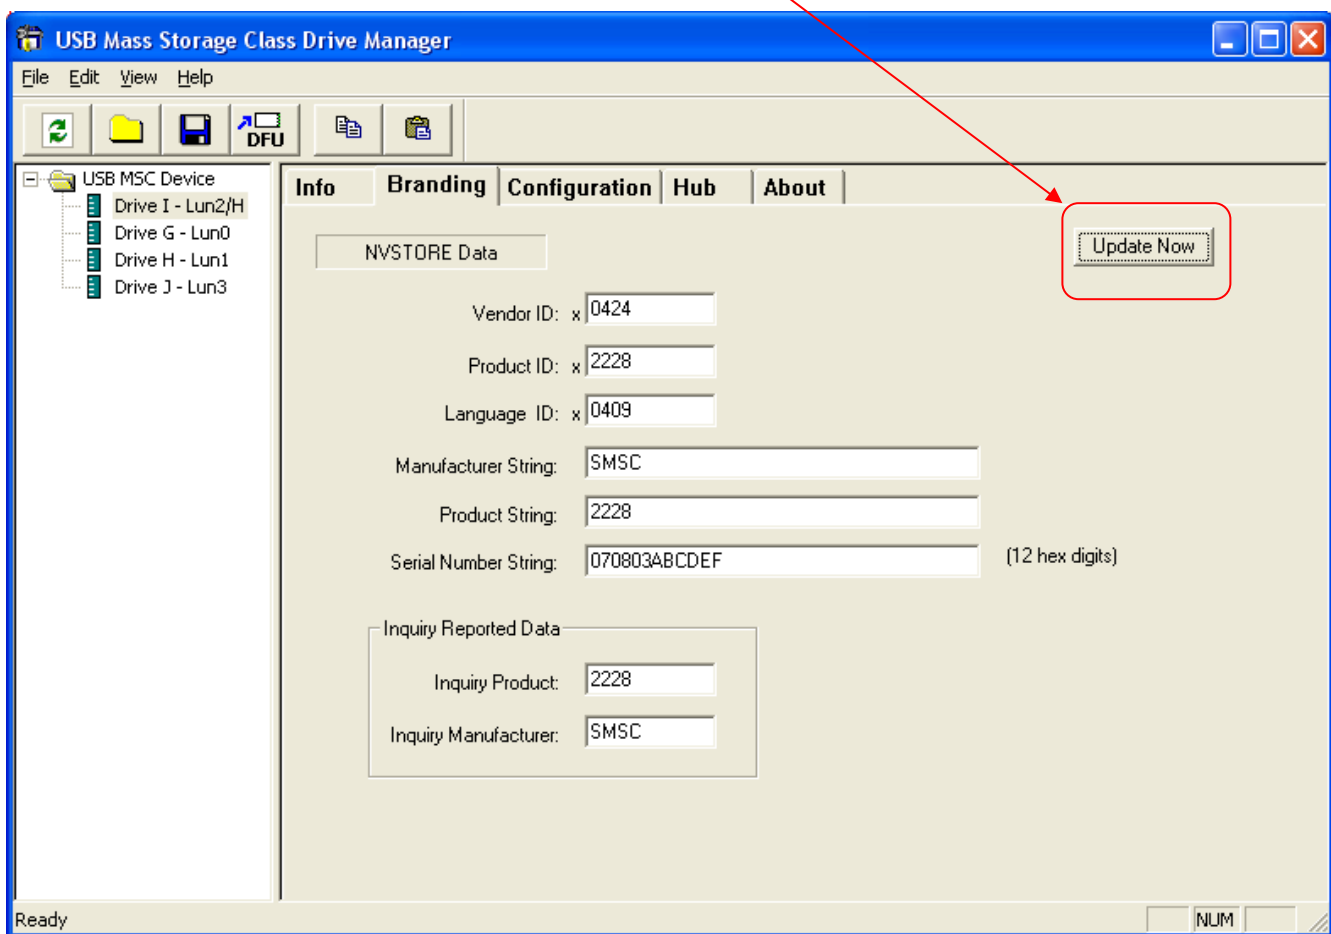 USB Mass Storage Class Drive Manager
File Edit View Help
DFU
USB MSC Device
Drive I - Lun2/H
Drive G - Lun0
Drive H - Lun1
Drive J - Lun3
Info Branding Configuration Hub About
NVSTORE Data
Update Now
Vendor ID: x 0424
Product ID: x 2228
Language ID: x 0409
Manufacturer String: SMSC
Product String: 2228
Serial Number String: 070803ABCDEF (12 hex digits)
Inquiry Reported Data
Inquiry Product: 2228
Inquiry Manufacturer: SMSC
Ready NUM